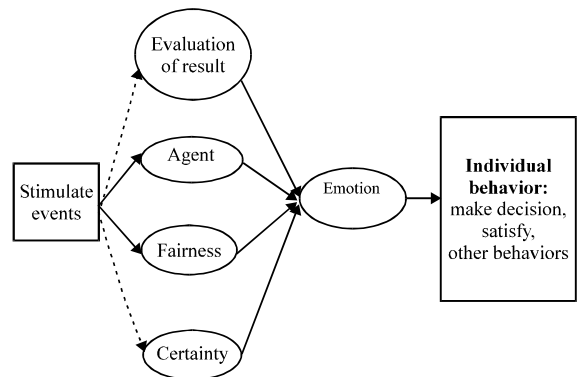 Evaluation
of result
Agent
Stimulate
events
Fairness
Certainty
Emotion
Individual
behavior:
make decision,
satisfy,
other behaviors